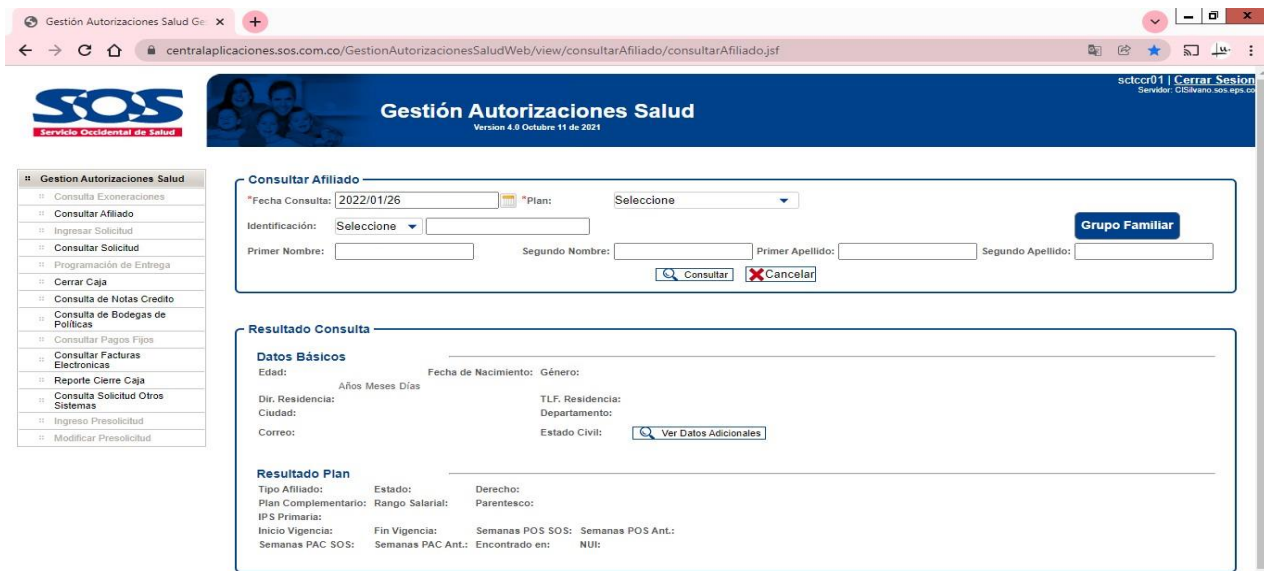 Gestión Autorizaciones Salud Ge
centralaplicaciones.sos.com.co/GestionAutorizacionesSaludWeb/view/consultarAfiliado/consultarAfiliado.jsf
sctccr01 | Cerrar Sesion
Servidor: ClSilvano.sos.eps.co
SOS
Servicio Occidental de Salud
Gestión Autorizaciones Salud
Version 4.0 Octubre 11 de 2021
Gestion Autorizaciones Salud
Consulta Exoneraciones
Consultar Afiliado
Ingresar Solicitud
Consultar Solicitud
Programación de Entrega
Cerrar Caja
Consulta de Notas Credito
Consulta de Bodegas de
Políticas
Consultar Pagos Fijos
Consultar Facturas
Electronicas
Reporte Cierre Caja
Consulta Solicitud Otros
Sistemas
Ingreso Presolicitud
Modificar Presolicitud
Consultar Afiliado
*Fecha Consulta: 2022/01/26 *Plan: Seleccione
Identificación: Seleccione Grupo Familiar
Primer Nombre: Segundo Nombre: Primer Apellido: Segundo Apellido:
Consultar Cancelar
Resultado Consulta
Datos Básicos
Edad: Fecha de Nacimiento: Género:
Años Meses Días
Dir. Residencia: TLF. Residencia:
Ciudad: Departamento:
Correo: Estado Civil: Ver Datos Adicionales
Resultado Plan
Tipo Afiliado: Estado: Derecho:
Plan Complementario: Rango Salarial: Parentesco:
IPS Primaria:
Inicio Vigencia: Fin Vigencia: Semanas POS SOS: Semanas POS Ant.:
Semanas PAC SOS: Semanas PAC Ant.: Encontrado en: NUI: